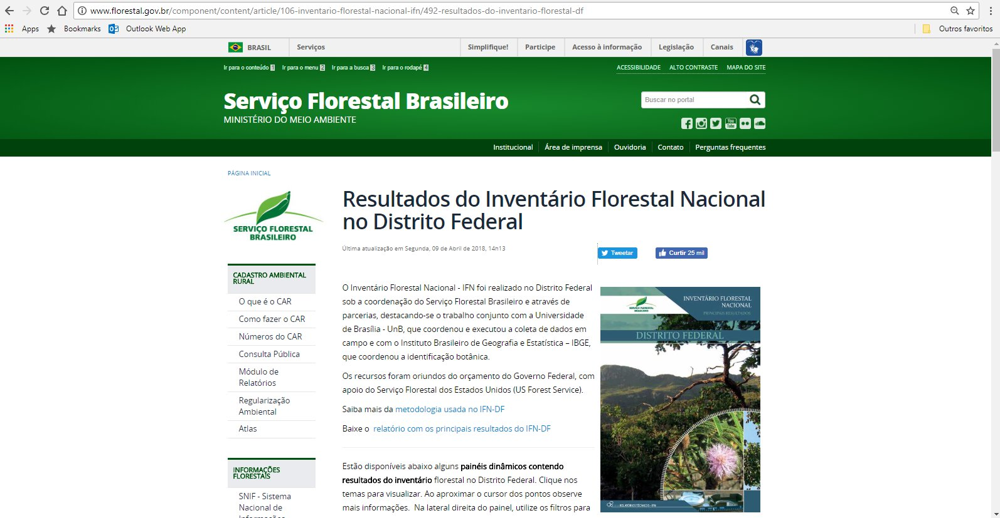 www.florestal.gov.br/component/content/article/106-inventario-florestal-nacional-ifn/492-resultados-do-inventario-florestal-df
Apps Bookmarks Outlook Web App Outros favoritos
BRASIL Serviços Simplifique! Participe Acesso à informação Legislação Canais
Ir para o conteúdo 1 Ir para o menu 2 Ir para a busca 3 Ir para o rodapé 4 ACESSIBILIDADE ALTO CONTRASTE MAPA DO SITE
Serviço Florestal Brasileiro
MINISTÉRIO DO MEIO AMBIENTE
Buscar no portal
You
Tube
Institucional Área de imprensa Ouvidoria Contato Perguntas frequentes
PÁGINA INICIAL
SERVIÇO FLORESTAL
BRASILEIRO
CADASTRO AMBIENTAL
RURAL
O que é o CAR
Como fazer o CAR
Números do CAR
Consulta Pública
Módulo de
Relatórios
Regularização
Ambiental
Atlas
INFORMAÇÕES
FLORESTAIS
SNIF - Sistema
Nacional de
Informações
Resultados do Inventário Florestal Nacional
no Distrito Federal
Última atualização em Segunda, 09 de Abril de 2018, 14h13
Tweetar Curtir 25 mil
O Inventário Florestal Nacional - IFN foi realizado no Distrito Federal
sob a coordenação do Serviço Florestal Brasileiro e através de
parcerias, destacando-se o trabalho conjunto com a Universidade
de Brasília - UnB, que coordenou e executou a coleta de dados em
campo e com o Instituto Brasileiro de Geografia e Estatística – IBGE,
que coordenou a identificação botânica.
Os recursos foram oriundos do orçamento do Governo Federal, com
apoio do Serviço Florestal dos Estados Unidos (US Forest Service).
Saiba mais da metodologia usada no IFN-DF
Baixe o relatório com os principais resultados do IFN-DF
Estão disponíveis abaixo alguns painéis dinâmicos contendo
resultados do inventário florestal no Distrito Federal. Clique nos
temas para visualizar. Ao aproximar o cursor dos pontos observe
mais informações. Na lateral direita do painel, utilize os filtros para
SERVIÇO FLORESTAL
BRASILEIRO
INVENTÁRIO FLORESTAL
NACIONAL
PRINCIPAIS RESULTADOS
DISTRITO FEDERAL
RELATÓRIOS TÉCNICOS - IFN